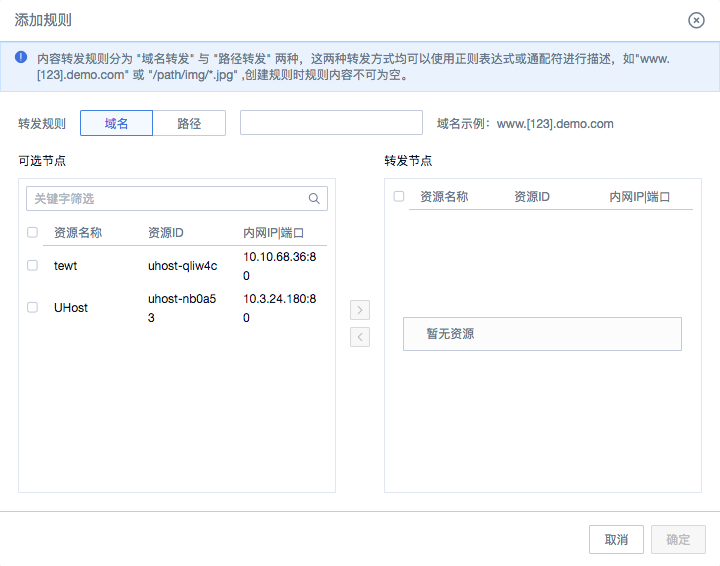 添加规则
内容转发规则分为 "域名转发" 与 "路径转发" 两种，这两种转发方式均可以使用正则表达式或通配符进行描述，如"www.
[123].demo.com" 或 "/path/img/*.jpg" ,创建规则时规则内容不可为空。
转发规则 域名 路径 域名示例：www.[123].demo.com
可选节点
关键字筛选
资源名称 资源ID 内网IP|端口
tewt uhost-qliw4c 10.10.68.36:8
0
UHost uhost-nb0a5 10.3.24.180:8
3 0
转发节点
资源名称 资源ID 内网IP|端口
暂无资源
取消 确定